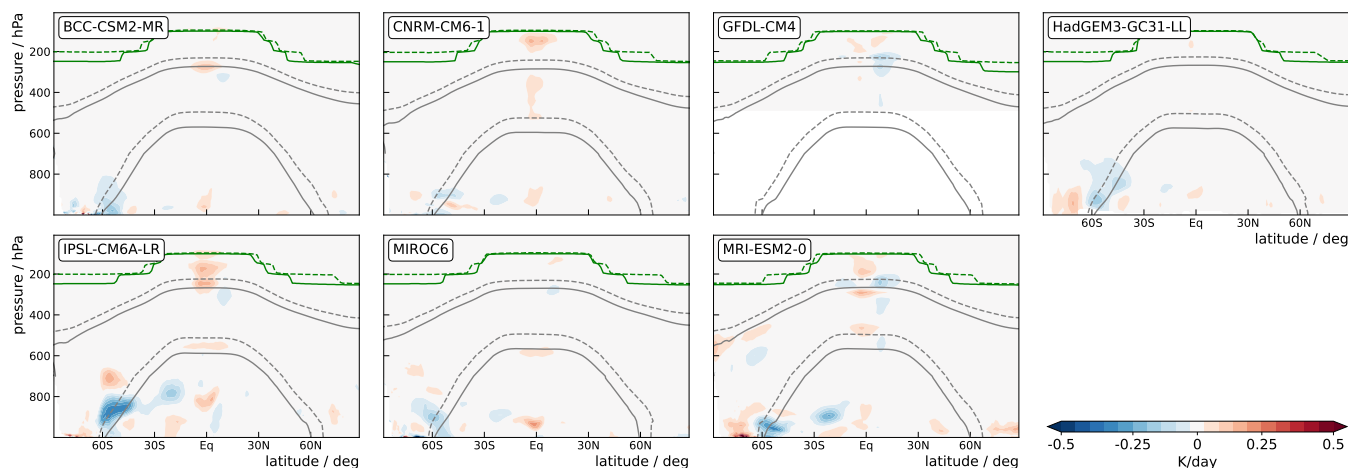 BCC-CSM2-MR
CNRM-CM6-1
GFDL-CM4
HadGEM3-GC31-LL
pressure / hPa
200
400
600
800
60S 30S Eq 30N 60N
latitude / deg
IPSL-CM6A-LR
MIROC6
MRI-ESM2-0
pressure / hPa
200
400
600
800
60S 30S Eq 30N 60N
60S 30S Eq 30N 60N
60S 30S Eq 30N 60N
latitude / deg
latitude / deg
latitude / deg
-0.5 -0.25 0 0.25 0.5
K/day